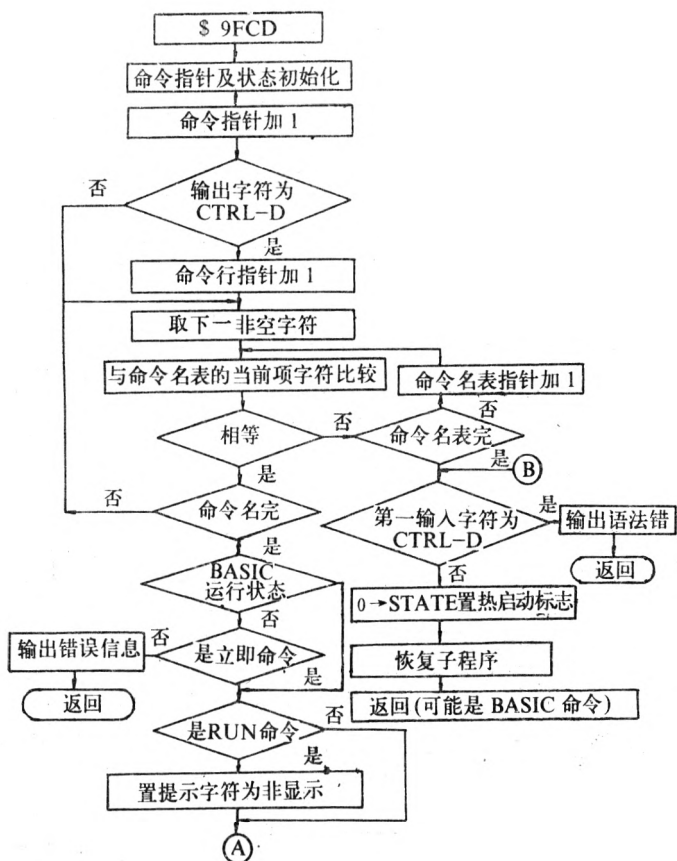 $ 9FCD
命令指针及状态初始化
命令指针加 1
否
输出字符为
CTRL-D
是
命令行指针加 1
取下一非空字符
与命令名表的当前项字符比较
命令名表指针加 1
否
相等
否
命令名表完
是
是
B
否
命令名完
第一输入字符为
CTRL-D
是
输出语法错
是
返回
BASIC
运行状态
否
0→STATE置热启动标志
否
输出错误信息
否
是立即命令
恢复子程序
是
返回
返回(可能是 BASIC 命令)
是RUN命令
否
是
置提示字符为非显示
A